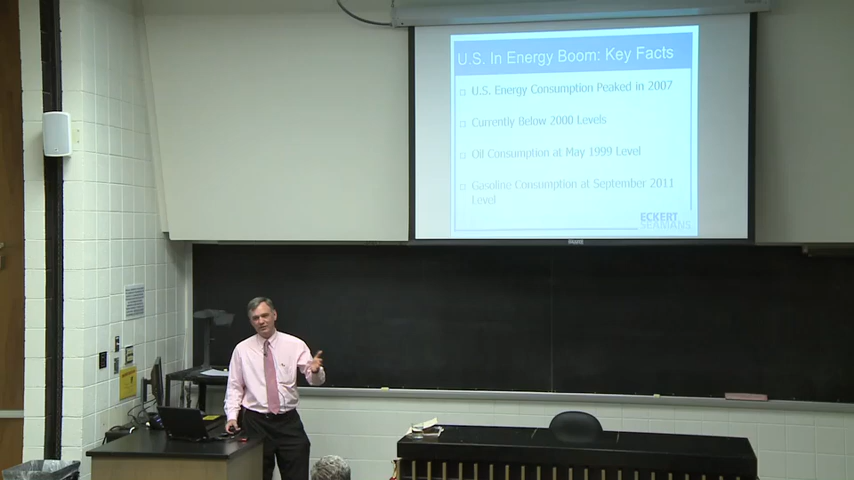 U.S. In Energy Boom: Key Facts
U.S. Energy Consumption Peaked in 2007
Currently Below 2000 Levels
Oil Consumption at May 1999 Level
Gasoline Consumption at September 2011
Level
ECKERT
SEAMANS